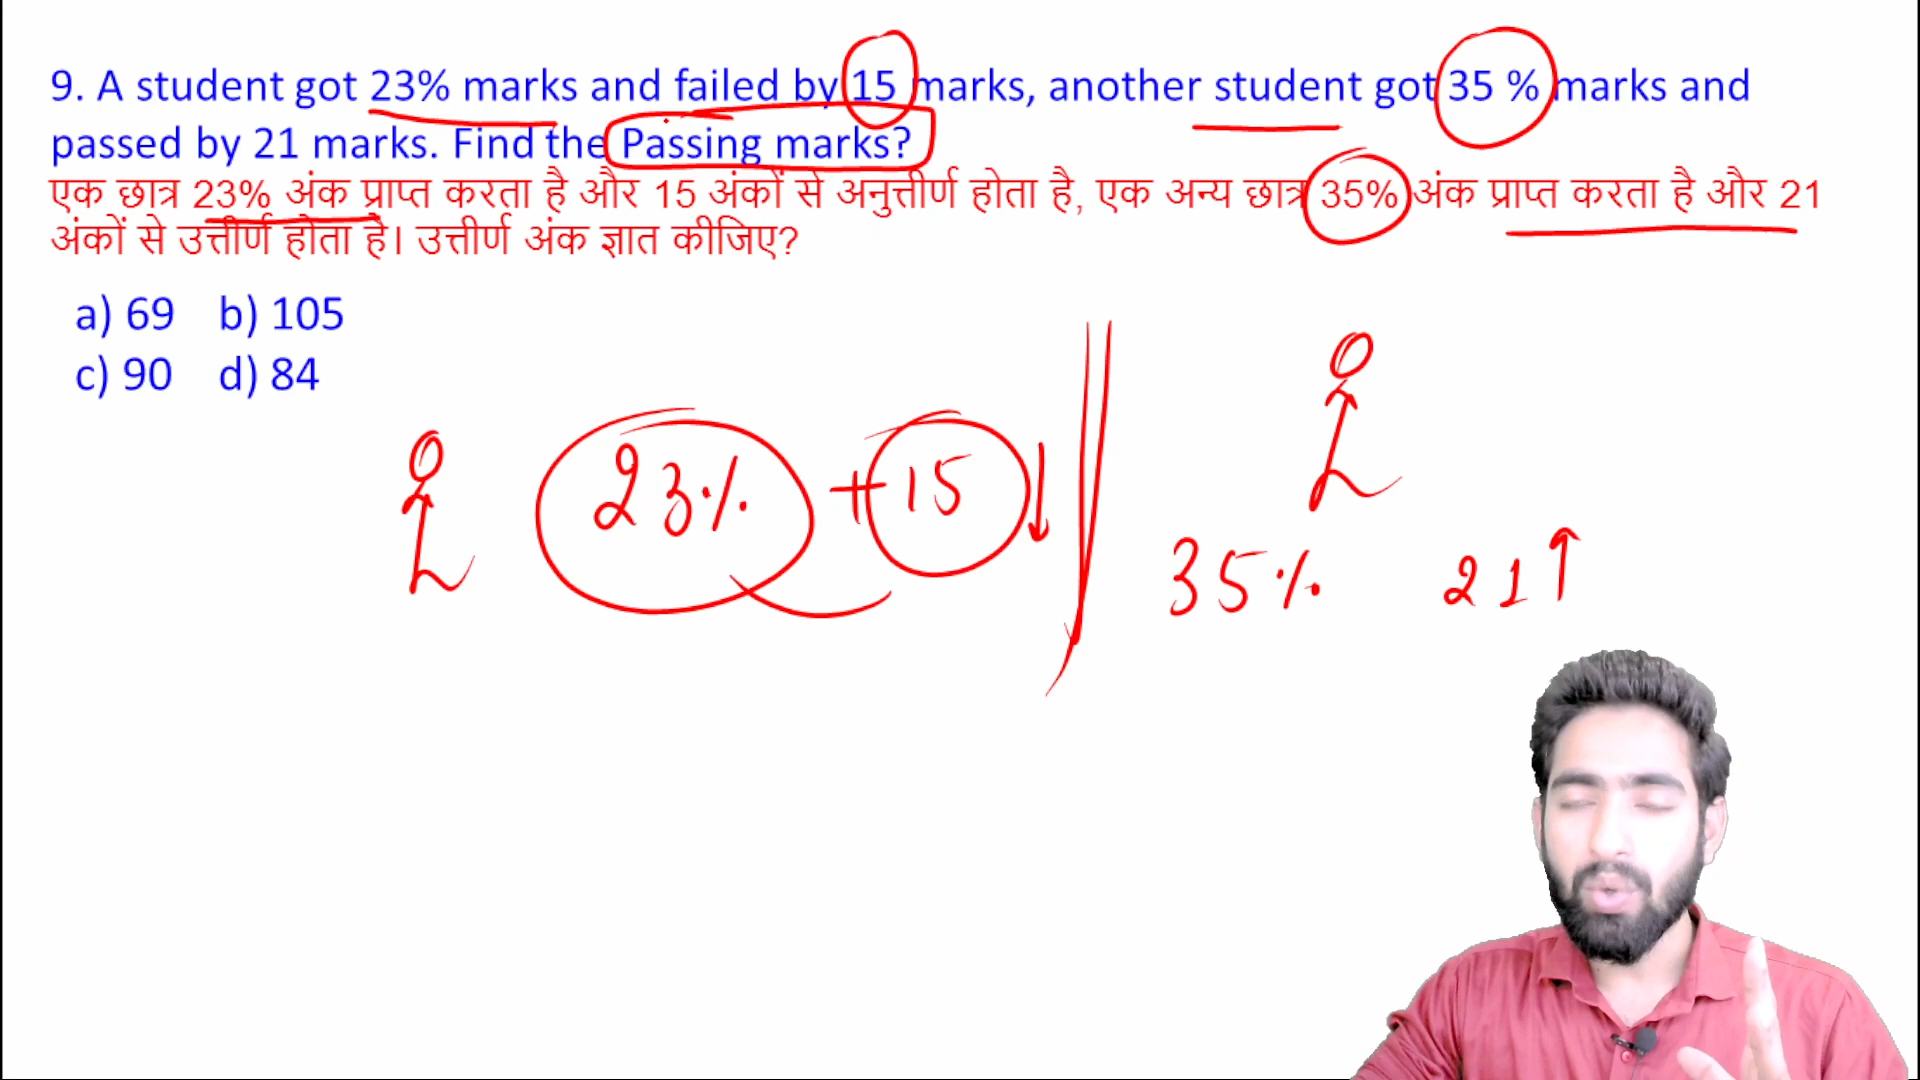 9. A student got 23% marks and failed by 15 marks, another student got 35 % marks and
passed by 21 marks. Find the Passing marks?
एक छात्र 23% अंक प्राप्त करता है और 15 अंकों से अनुत्तीर्ण होता है, एक अन्य छात्र 35% अंक प्राप्त करता है और 21
अंकों से उत्तीर्ण होता है। उत्तीर्ण अंक ज्ञात कीजिए?
a) 69 b) 105
c) 90 d) 84
23% + 15 ↓
35% 21 ↑